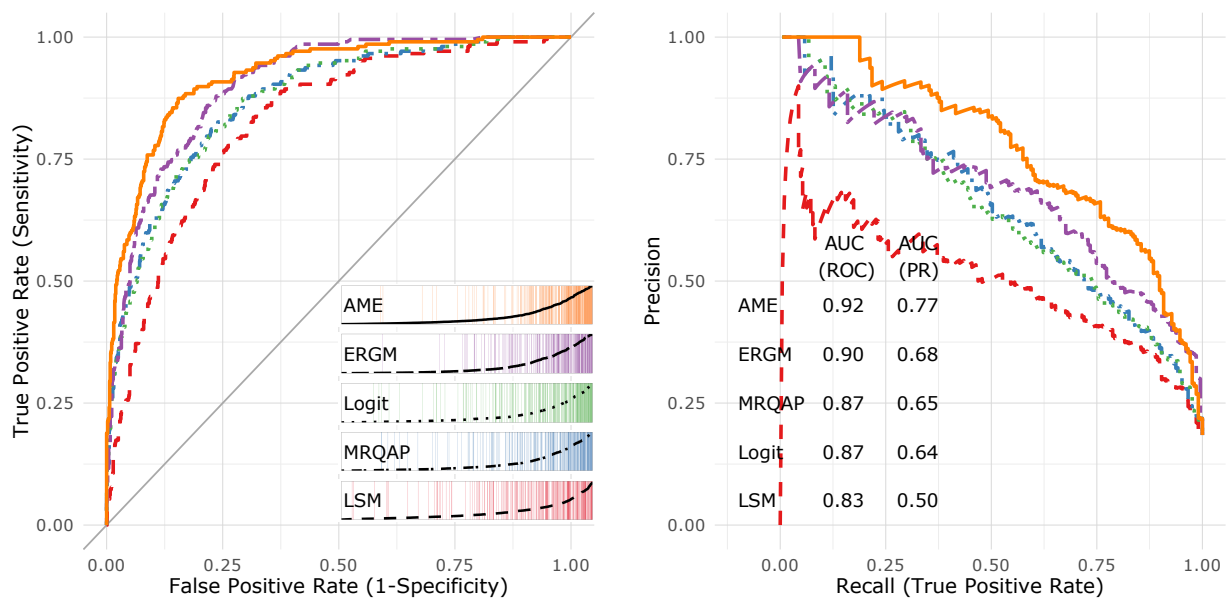 1.00
0.75
0.50
0.25
0.00
True Positive Rate (Sensitivity)
AME
ERGM
Logit
MRQAP
LSM
0.00 0.25 0.50 0.75 1.00
False Positive Rate (1-Specificity)
1.00
0.75
0.50
0.25
0.00
Precision
AUC AUC
(ROC) (PR)
AME 0.92 0.77
ERGM 0.90 0.68
MRQAP 0.87 0.65
Logit 0.87 0.64
LSM 0.83 0.50
0.00 0.25 0.50 0.75 1.00
Recall (True Positive Rate)